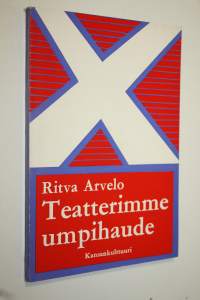 Ritva Arvelo
Teatterimme
umpihaude
Kansankulttuuri